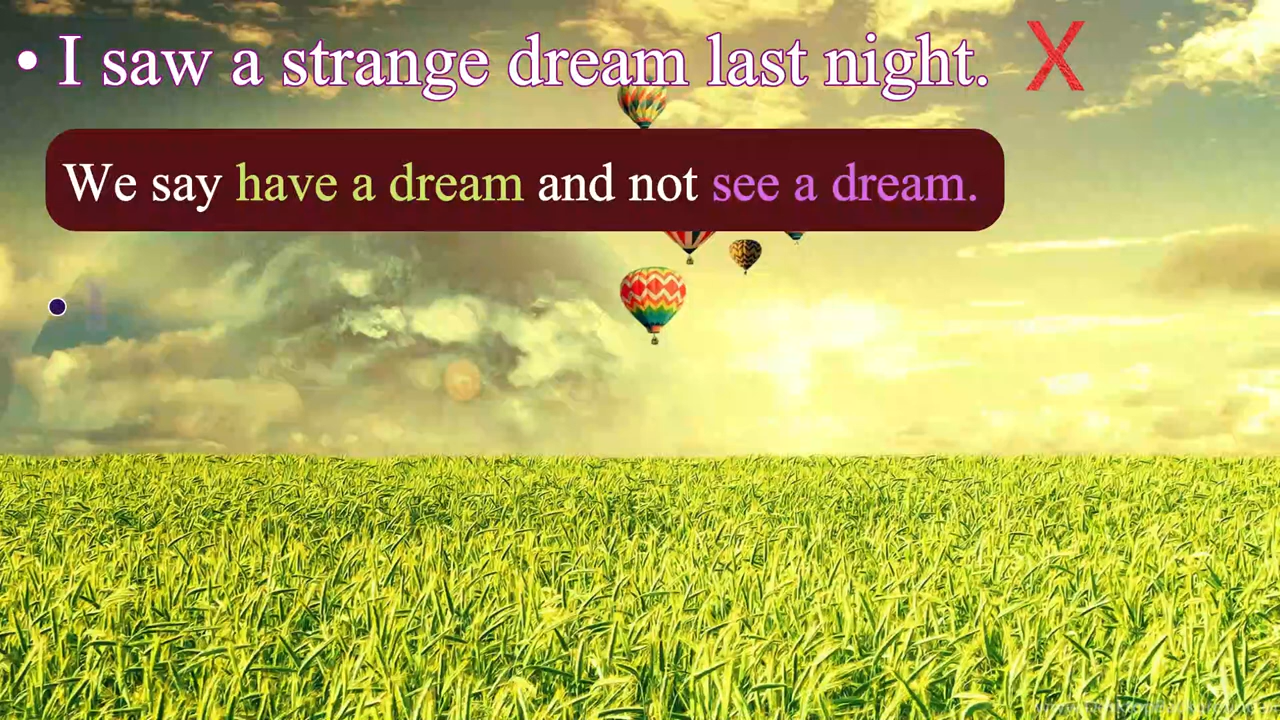 • I saw a strange dream last night. X
We say have a dream and not see a dream.
•